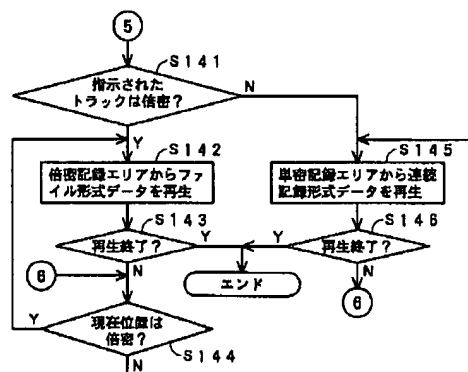 5
S141
指示された
トラックは倍密？
N
Y
S142
倍密記録エリアからファ
イル形式データを再生
S145
単密記録エリアから連続
記録形式データを再生
S143
再生終了？
Y
N
S146
再生終了？
Y
N
エンド
6
6
現在位置は
倍密？
Y
S144
N